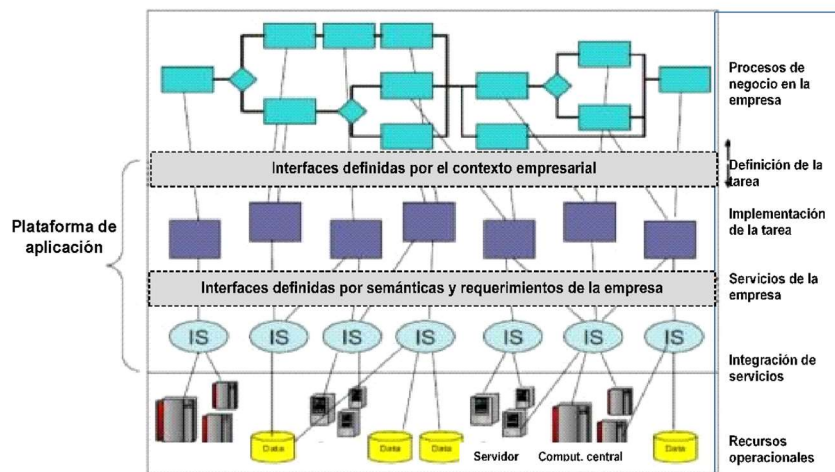 Procesos de
negocio en la
empresa
Interfaces definidas por el contexto empresarial
Definición de la
tarea
Plataforma de
aplicación
Implementación
de la tarea
Interfaces definidas por semánticas y requerimientos de la empresa
Servicios de la
empresa
IS IS IS IS IS IS IS
Integración de
servicios
Data Data Data Servidor Comput. central Data
Recursos
operacionales